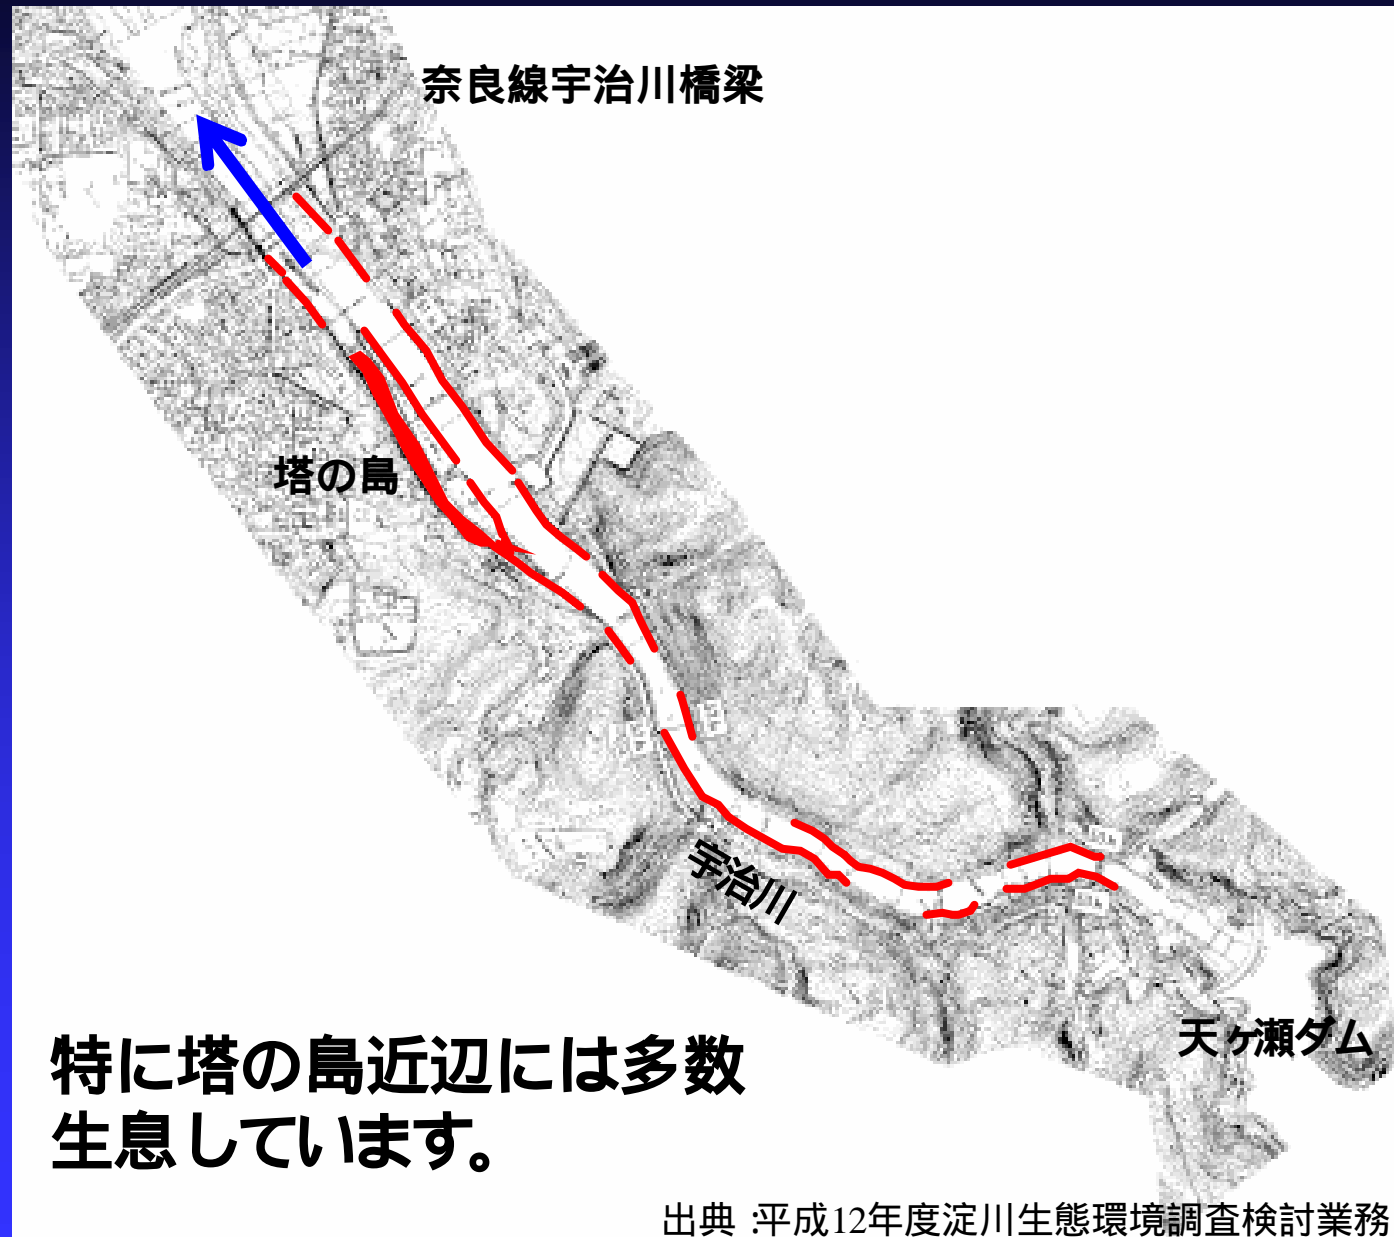 奈良線宇治川橋梁
塔の島
宇治川
天ヶ瀬ダム
特に塔の島近辺には多数
生息しています。
出典：平成12年度淀川生態環境調査検討業務